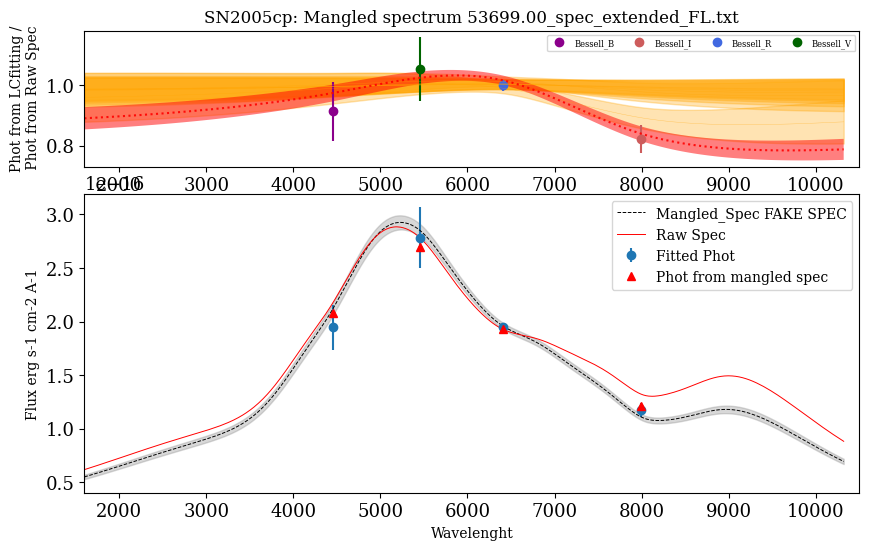 SN2005cp: Mangled spectrum 53699.00_spec_extended_FL.txt
Phot from LCfitting /
Phot from Raw Spec
Bessell_B
Bessell_I
Bessell_R
Bessell_V
1.0
0.8
2000 3000 4000 5000 6000 7000 8000 9000 10000
1e−16
Flux erg s-1 cm-2 A-1
3.0
2.5
2.0
1.5
1.0
0.5
Mangled_Spec FAKE SPEC
Raw Spec
Fitted Phot
Phot from mangled spec
2000 3000 4000 5000 6000 7000 8000 9000 10000
Wavelenght